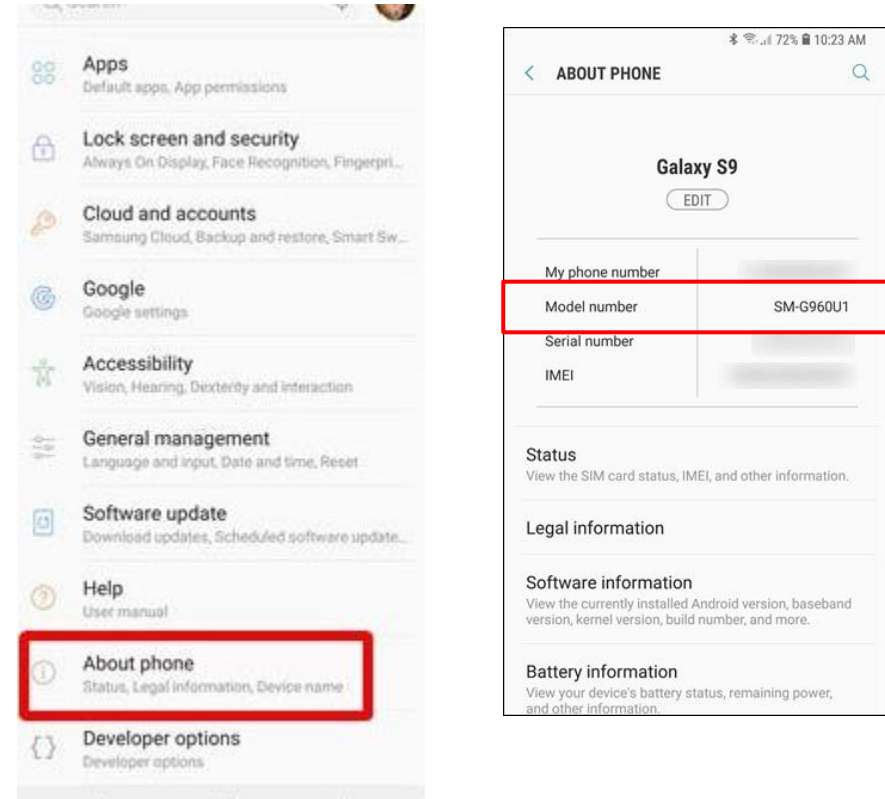 Apps
Default apps, App permissions
Lock screen and security
Always On Display, Face Recognition, Fingerpri...
Cloud and accounts
Samsung Cloud, Backup and restore, Smart Sw...
Google
Google settings
Accessibility
Vision, Hearing, Dexterity and interaction
General management
Language and input, Date and time, Reset
Software update
Download updates, Scheduled software update...
Help
User manual
About phone
Status, Legal information, Device name
Developer options
Developer options
72% 10:23 AM
ABOUT PHONE
Galaxy S9
EDIT
My phone number
Model number SM-G960U1
Serial number
IMEI
Status
View the SIM card status, IMEI, and other information.
Legal information
Software information
View the currently installed Android version, baseband
version, kernel version, build number, and more.
Battery information
View your device's battery status, remaining power,
and other information.